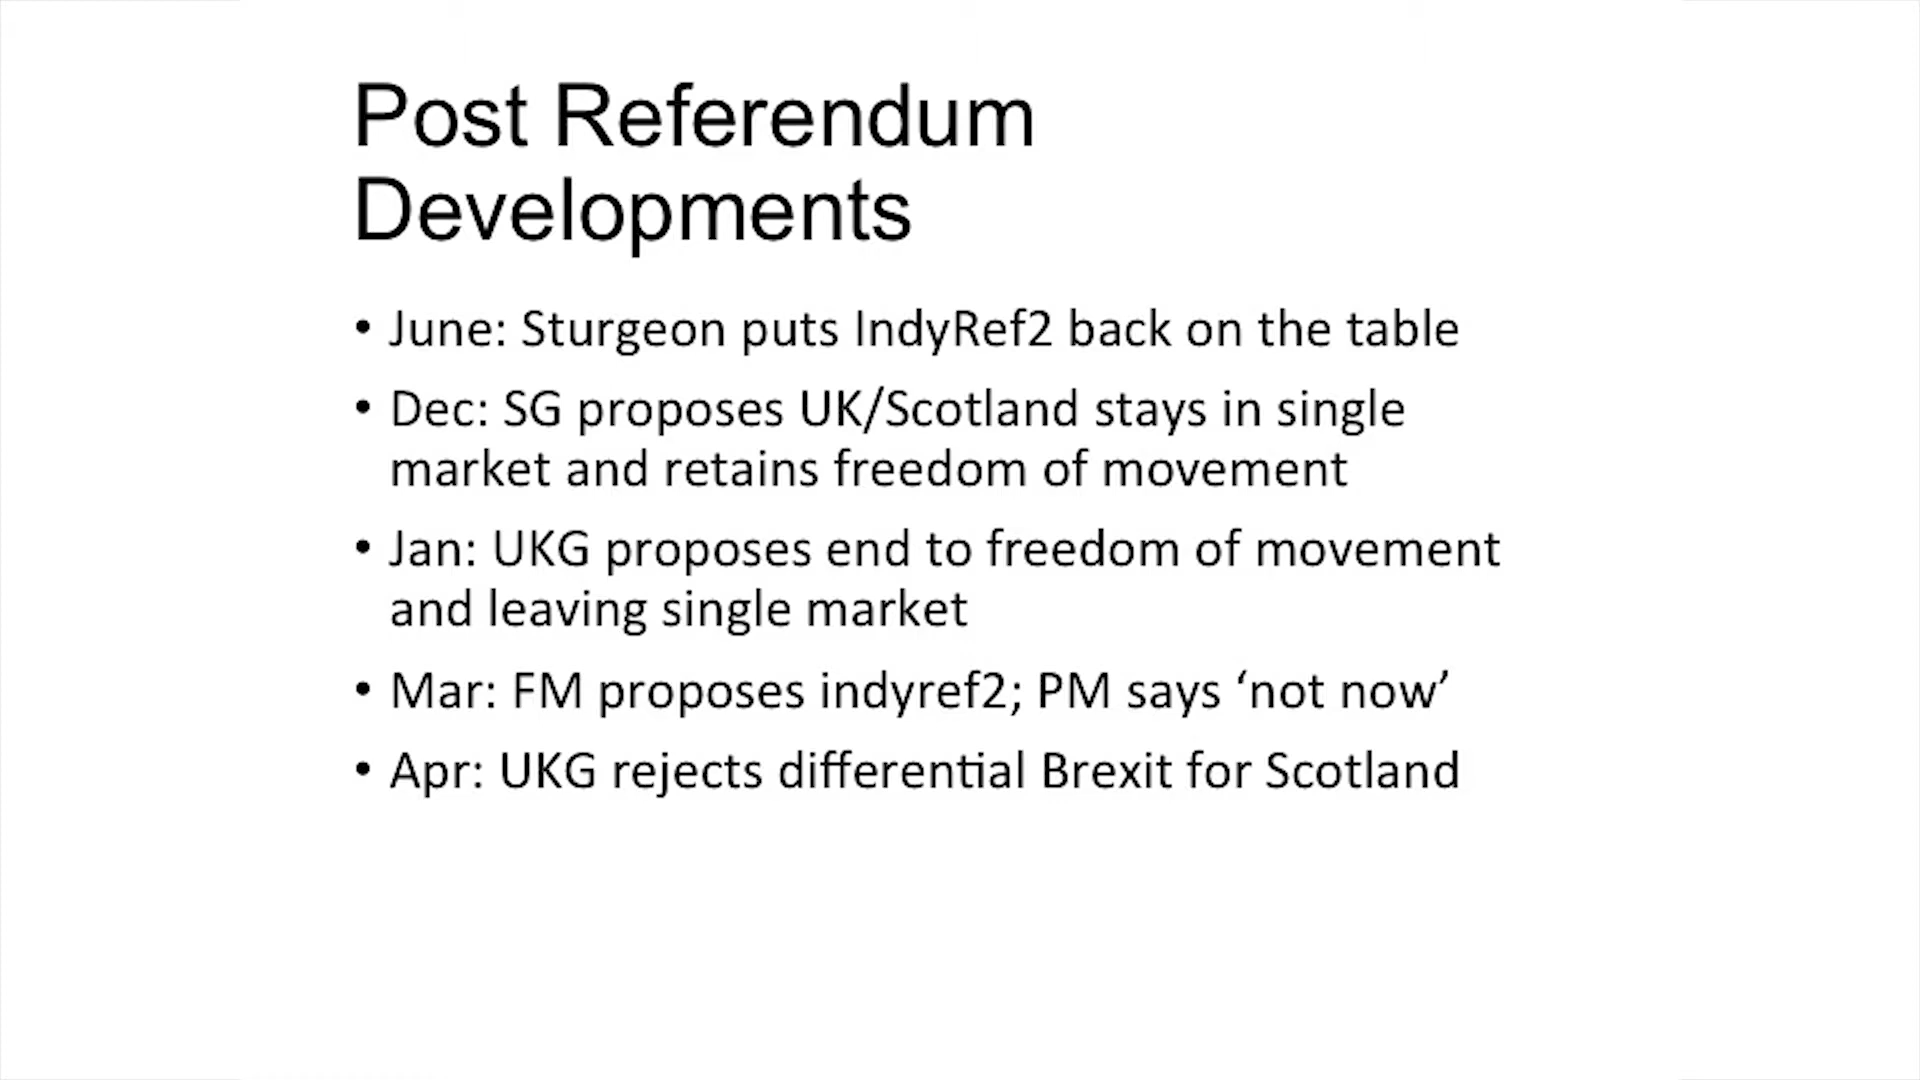 Post Referendum
Developments
• June: Sturgeon puts IndyRef2 back on the table
• Dec: SG proposes UK/Scotland stays in single
market and retains freedom of movement
• Jan: UKG proposes end to freedom of movement
and leaving single market
• Mar: FM proposes indyref2; PM says ‘not now’
• Apr: UKG rejects differential Brexit for Scotland